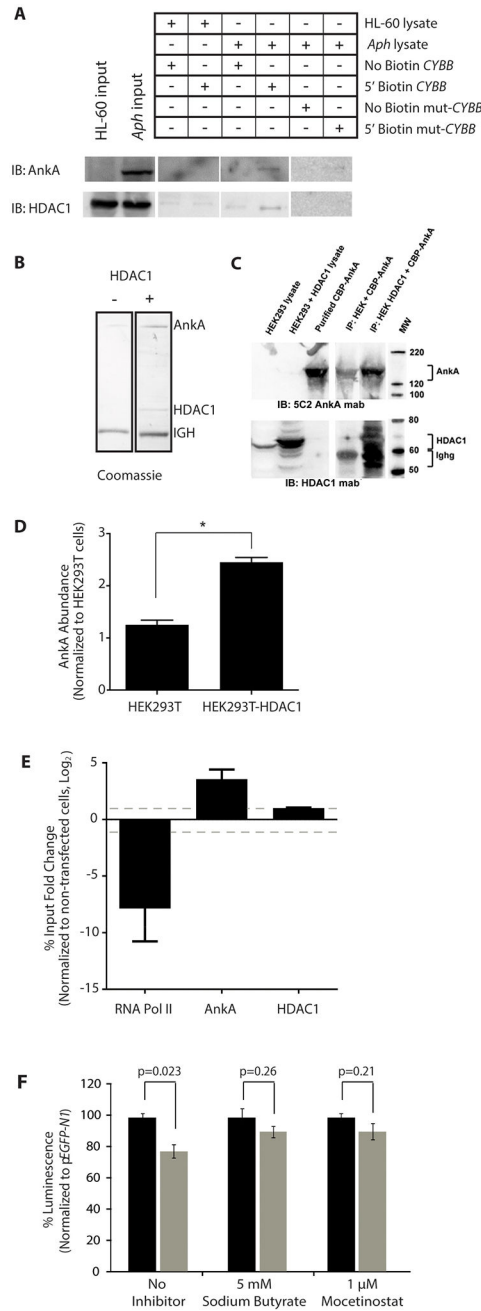 A
+ + - - - - HL-60 lysate
- - + + + + Aph lysate
+ - + - - - No Biotin CYBB
- + - + - - 5' Biotin CYBB
- - - - + - No Biotin mut-CYBB
- - - - - + 5' Biotin mut-CYBB
HL-60 input
Aph input
IB: AnkA
IB: HDAC1
B
HDAC1
- +
AnkA
HDAC1
IGH
Coomassie
C
HEK293 lysate
HEK293 + HDAC1 lysate
Purified CBP-AnkA
IP: HEK + CBP-AnkA
IP: HEK HDAC1 + CBP-AnkA
MW
220
AnkA
120
100
IB: 5C2 AnkA mab
80
HDAC1
60
Ighg
50
IB: HDAC1 mab
D
AnkA Abundance
(Normalized to HEK293T cells)
3
2
1
0
*
HEK293T HEK293T-HDAC1
E
% Input Fold Change
(Normalized to non-transfected cells, Log2)
5
0
-5
-10
-15
RNA Pol II AnkA HDAC1
F
% Luminescence
(Normalized to pEGFP-N1)
120
100
80
60
40
20
0
p=0.023 p=0.26 p=0.21
No Inhibitor
5 mM Sodium Butyrate
1 µM Mocetinostat